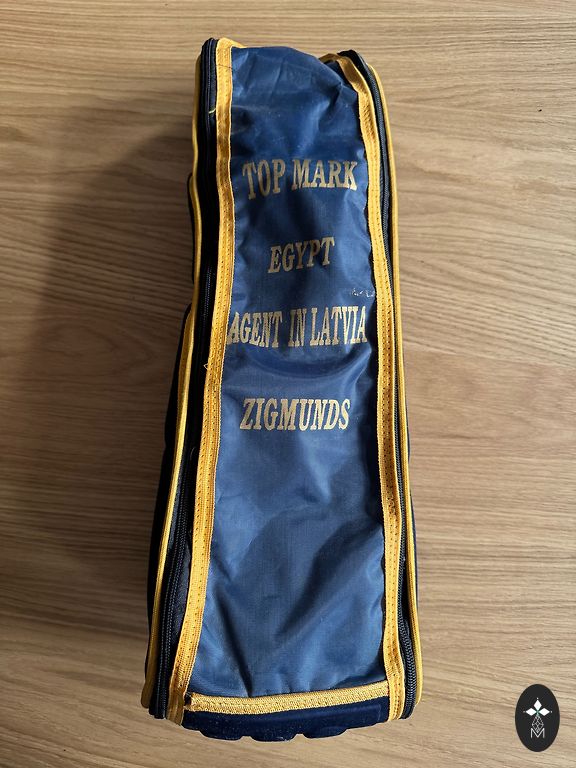 TOP MARK
EGYPT
AGENT IN LATVIA
ZIGMUNDS
M